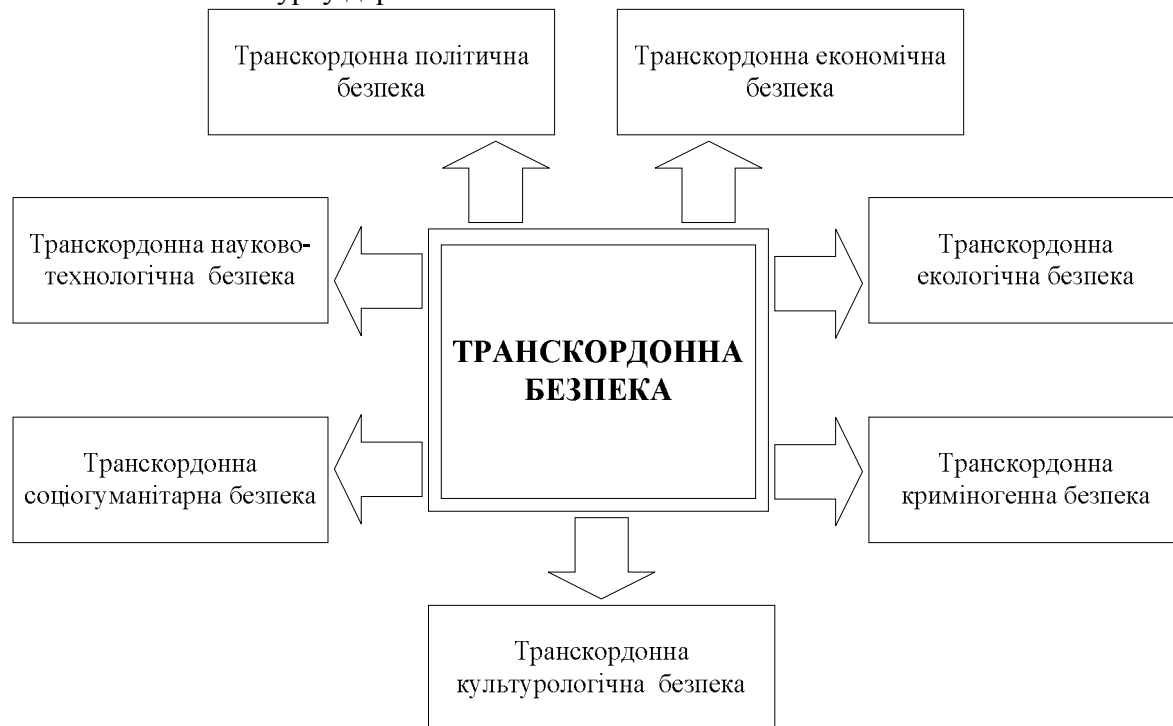 Транскордонна політична
безпека
Транскордонна економічна
безпека
Транскордонна науково-
технологічна безпека
Транскордонна
екологічна безпека
ТРАНСКОРДОННА
БЕЗПЕКА
Транскордонна
соціогуманітарна безпека
Транскордонна
криміногенна безпека
Транскордонна
культурологічна безпека